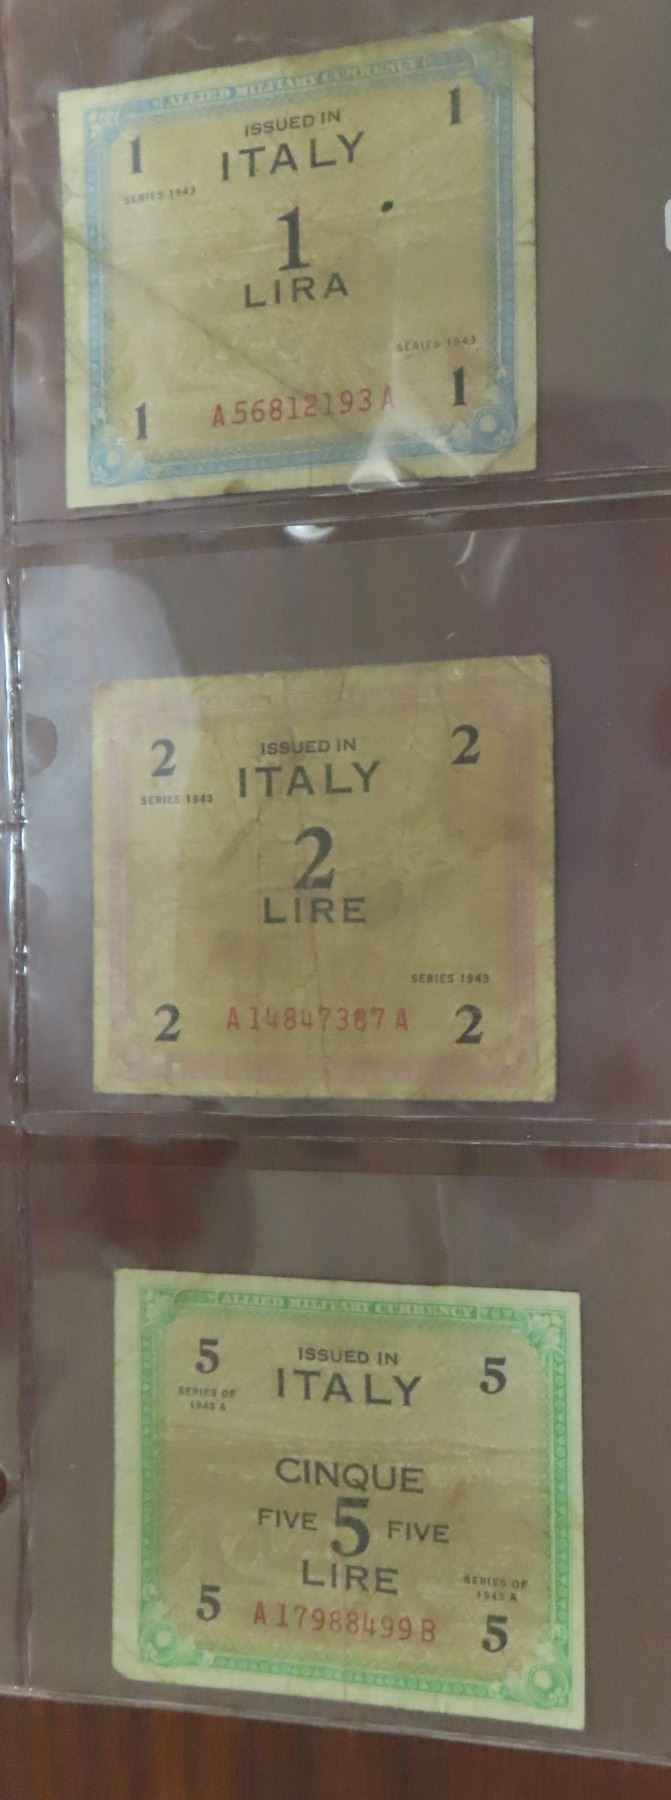 ALLIED MILITARY CURRENCY
1 ISSUED IN 1
ITALY
SERIES 1943
1
LIRA
SERIES 1943
1 A56812193A 1
2 ISSUED IN 2
ITALY
SERIES 1943
2
LIRE
SERIES 1943
2 A14847387A 2
ALLIED MILITARY CURRENCY
5 ISSUED IN 5
ITALY
SERIES OF
1943 A
CINQUE
FIVE 5 FIVE
LIRE
SERIES OF
1943 A
5 A17988499B 5